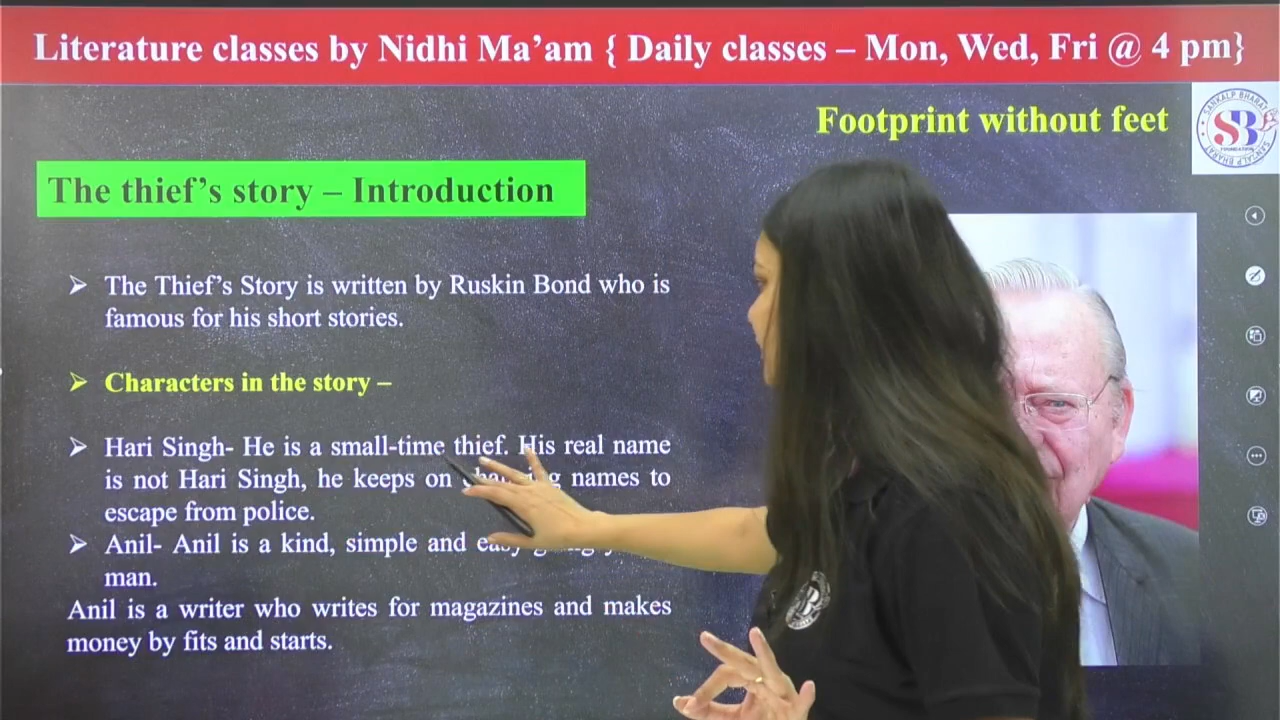 Literature classes by Nidhi Ma'am { Daily classes – Mon, Wed, Fri @ 4 pm}
Footprint without feet
SANKALP BHARAT
SB
FOUNDATION
The thief's story – Introduction
➤ The Thief's Story is written by Ruskin Bond who is
famous for his short stories.
➤ Characters in the story –
➤ Hari Singh- He is a small-time thief. His real name
is not Hari Singh, he keeps on names to
escape from police.
➤ Anil- Anil is a kind, simple and
man.
Anil is a writer who writes for magazines and makes
money by fits and starts.